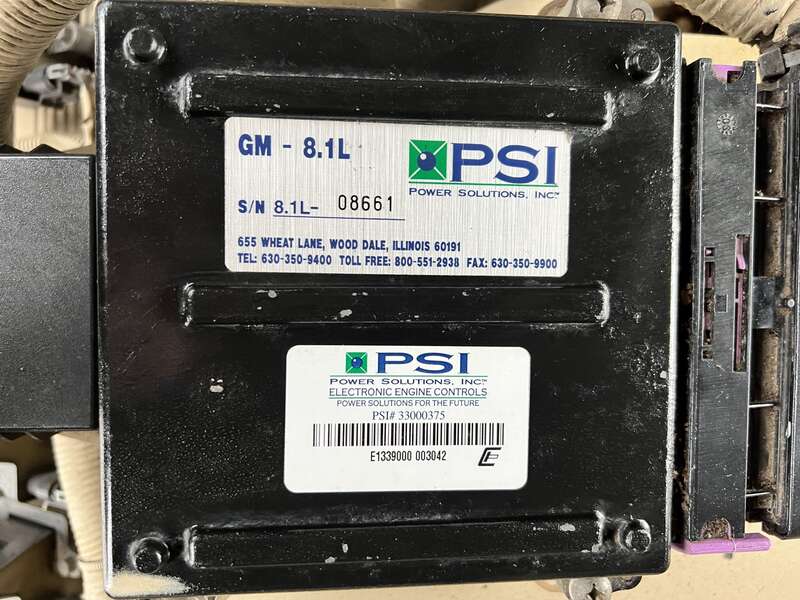 GM - 8.1L
PSI
POWER SOLUTIONS, INC™
S/N 8.1L- 08661
655 WHEAT LANE, WOOD DALE, ILLINOIS 60191
TEL: 630-350-9400 TOLL FREE: 800-551-2938 FAX: 630-350-9900
PSI
POWER SOLUTIONS, INC™
ELECTRONIC ENGINE CONTROLS
POWER SOLUTIONS FOR THE FUTURE
PSI# 33000375
E1339000 003042